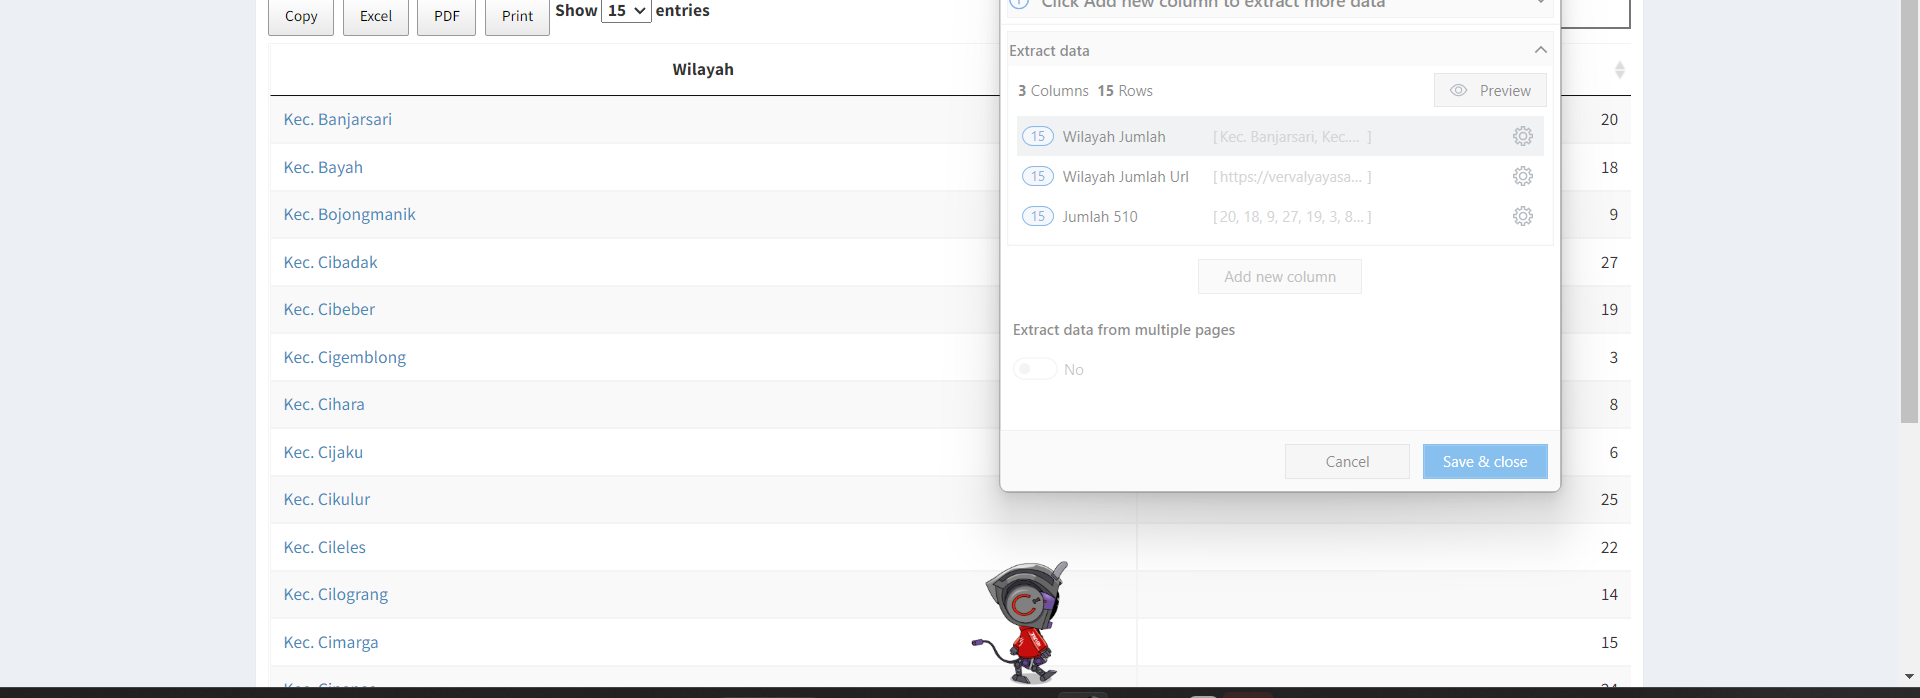 Copy Excel PDF Print Show 15 entries
Click Add new column to extract more data
Wilayah
Extract data
3 Columns 15 Rows Preview
15 Wilayah Jumlah [ Kec. Banjarsari, Kec.... ]
15 Wilayah Jumlah Url [ https://vervalyayasa... ]
15 Jumlah 510 [ 20, 18, 9, 27, 19, 3, 8... ]
Add new column
Extract data from multiple pages
No
Cancel Save & close
Kec. Banjarsari 20
Kec. Bayah 18
Kec. Bojongmanik 9
Kec. Cibadak 27
Kec. Cibeber 19
Kec. Cigemblong 3
Kec. Cihara 8
Kec. Cijaku 6
Kec. Cikulur 25
Kec. Cileles 22
Kec. Cilograng 14
Kec. Cimarga 15